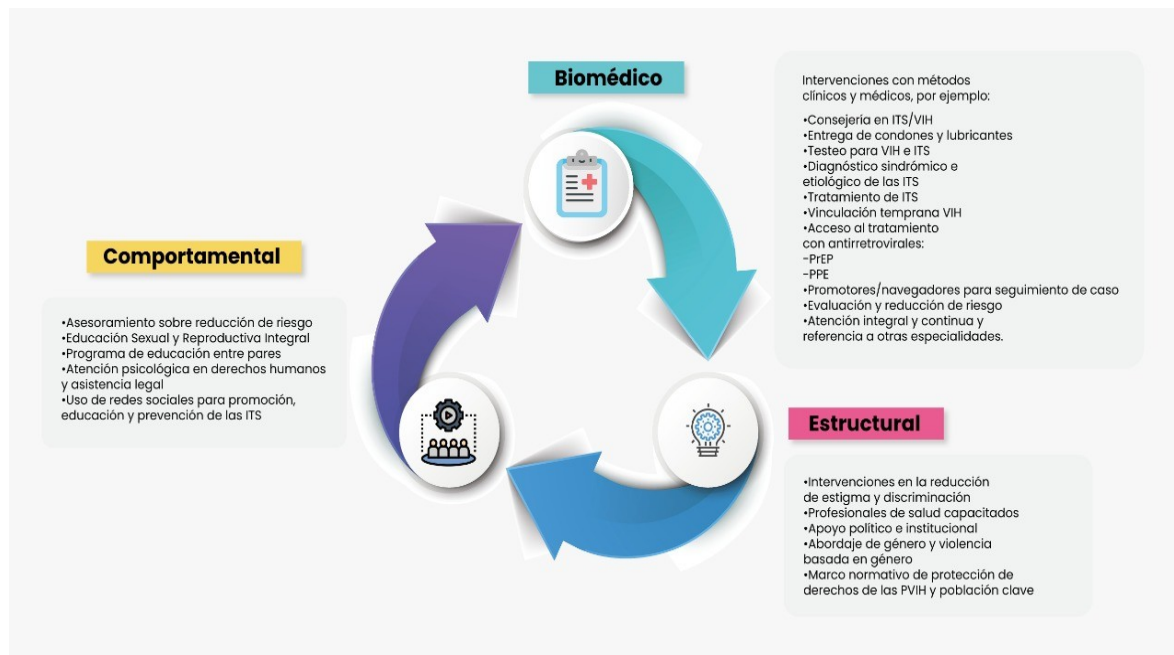 Biomédico
Intervenciones con métodos
clínicos y médicos, por ejemplo:
•Consejería en ITS/VIH
•Entrega de condones y lubricantes
•Testeo para VIH e ITS
•Diagnóstico sindrómico e
etiológico de las ITS
•Tratamiento de ITS
•Vinculación temprana VIH
•Acceso al tratamiento
con antirretrovirales:
-PrEP
-PPE
•Promotores/navegadores para seguimiento de caso
•Evaluación y reducción de riesgo
•Atención integral y continua y
referencia a otras especialidades.
Comportamental
•Asesoramiento sobre reducción de riesgo
•Educación Sexual y Reproductiva Integral
•Programa de educación entre pares
•Atención psicológica en derechos humanos
y asistencia legal
•Uso de redes sociales para promoción,
educación y prevención de las ITS
Estructural
•Intervenciones en la reducción
de estigma y discriminación
•Profesionales de salud capacitados
•Apoyo político e institucional
•Abordaje de género y violencia
basada en género
•Marco normativo de protección de
derechos de las PVIH y población clave